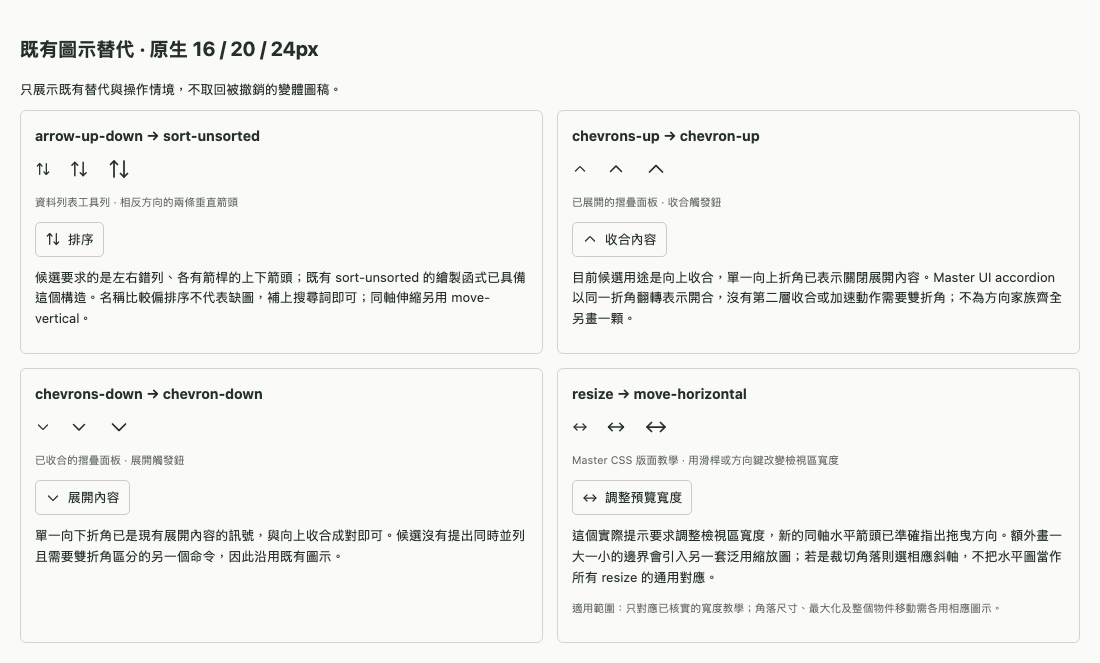 既有圖示替代 · 原生 16 / 20 / 24px
只展示既有替代與操作情境，不取回被撤銷的變體圖稿。
arrow-up-down → sort-unsorted
資料列表工具列 · 相反方向的兩條垂直箭頭
排序
候選要求的是左右錯列、各有箭桿的上下箭頭；既有 sort-unsorted 的繪製函式已具備
這個構造。名稱比較偏排序不代表缺圖，補上搜尋詞即可；同軸伸縮另用 move-
vertical。
chevrons-up → chevron-up
已展開的摺疊面板 · 收合觸發鈕
收合內容
目前候選用途是向上收合，單一向上折角已表示關閉展開內容。Master UI accordion
以同一折角翻轉表示開合，沒有第二層收合或加速動作需要雙折角；不為方向家族齊全
另畫一顆。
chevrons-down → chevron-down
已收合的摺疊面板 · 展開觸發鈕
展開內容
單一向下折角已是現有展開內容的訊號，與向上收合成對即可。候選沒有提出同時並列
且需要雙折角區分的另一個命令，因此沿用既有圖示。
resize → move-horizontal
Master CSS 版面教學 · 用滑桿或方向鍵改變檢視區寬度
調整預覽寬度
這個實際提示要求調整檢視區寬度，新的同軸水平箭頭已準確指出拖曳方向。額外畫一
大一小的邊界會引入另一套泛用縮放圖；若是裁切角落則選相應斜軸，不把水平圖當作
所有 resize 的通用對應。
適用範圍：只對應已核實的寬度教學；角落尺寸、最大化及整個物件移動需各用相應圖示。